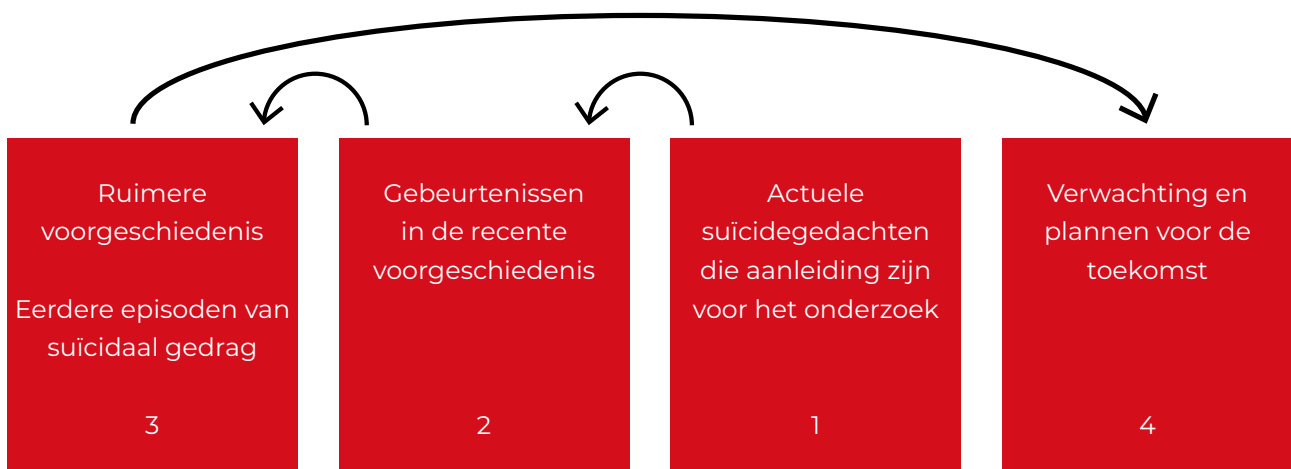 Ruimere
voorgeschiedenis
Eerdere episoden van
suïcidaal gedrag
3
Gebeurtenissen
in de recente
voorgeschiedenis
2
Actuele
suïcidegedachten
die aanleiding zijn
voor het onderzoek
1
Verwachting en
plannen voor de
toekomst
4